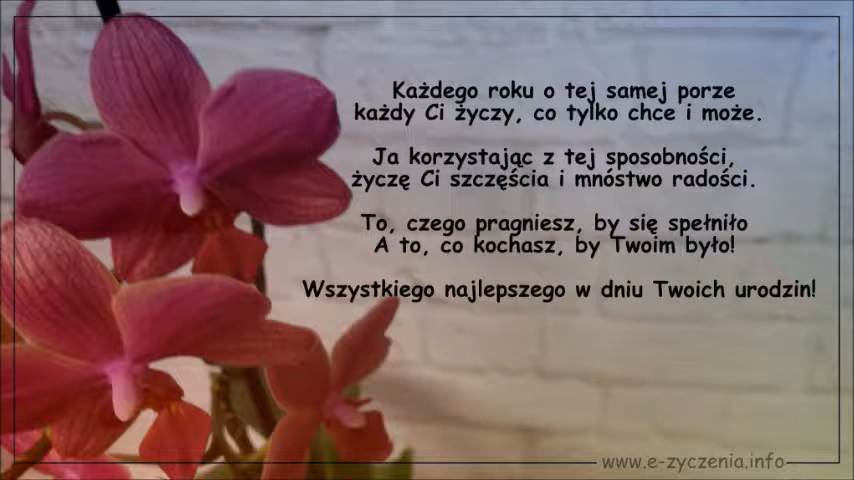 Każdego roku o tej samej porze
każdy Ci życzy, co tylko chce i może.
Ja korzystając z tej sposobności,
życzę Ci szczęścia i mnóstwo radości.
To, czego pragniesz, by się spełniło
A to, co kochasz, by Twoim było!
Wszystkiego najlepszego w dniu Twoich urodzin!
www.e-zyczenia.info